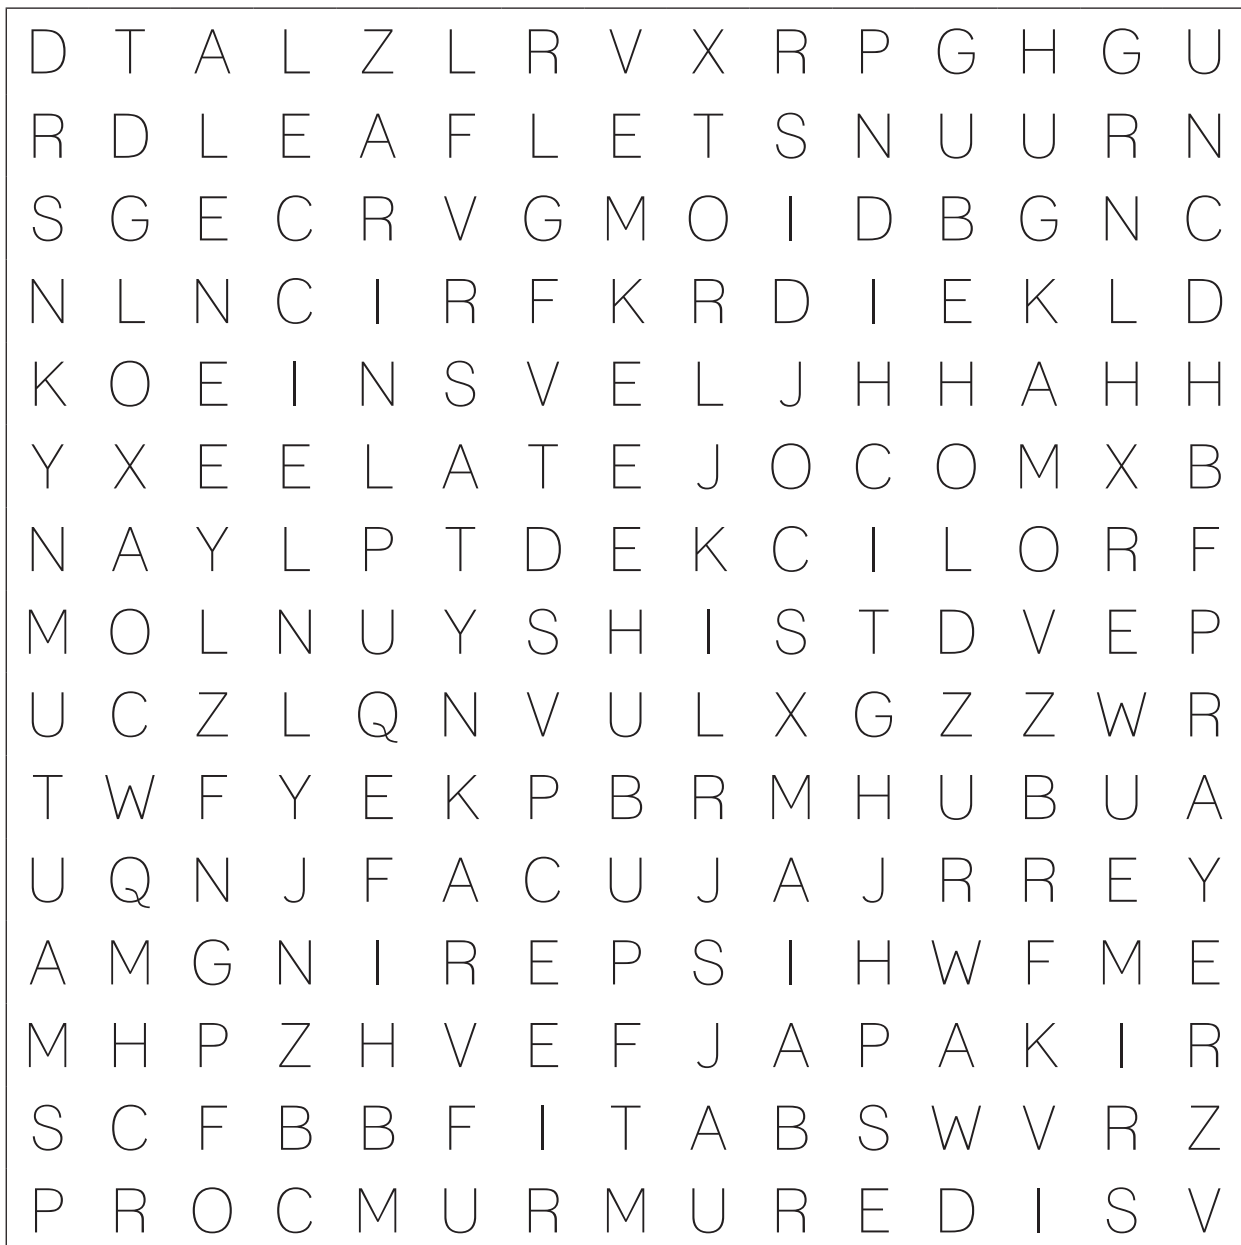 D T A L Z L R V X R P G H G U
R D L E A F L E T S N U U R N
S G E C R V G M O I D B G N C
N L N C I R F K R D I E K L D
K O E I N S V E L J H H A H H
Y X E E L A T E J O C O M X B
N A Y L P T D E K C I L O R F
M O L N U Y S H I S T D V E P
U C Z L Q N V U L X G Z Z W R
T W F Y E K P B R M H U B U A
U Q N J F A C U J A J R R E Y
A M G N I R E P S I H W F M E
M H P Z H V E F J A P A K I R
S C F B B F I T A B S W V R Z
P R O C M U R M U R E D I S V